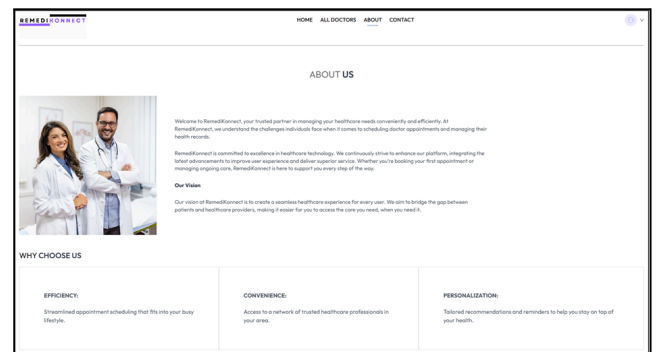 REMEDIKONNECT
HOME ALL DOCTORS ABOUT CONTACT
ABOUT US
Welcome to RemediKonnect, your trusted partner in managing your healthcare needs conveniently and efficiently. At
RemediKonnect, we understand the challenges individuals face when it comes to scheduling doctor appointments and managing their
health records.
RemediKonnect is committed to excellence in healthcare technology. We continuously strive to enhance our platform, integrating the
latest advancements to improve user experience and deliver superior service. Whether you're booking your first appointment or
managing ongoing care, RemediKonnect is here to support you every step of the way.
Our Vision
Our vision at RemediKonnect is to create a seamless healthcare experience for every user. We aim to bridge the gap between
patients and healthcare providers, making it easier for you to access the care you need, when you need it.
WHY CHOOSE US
EFFICIENCY:
Streamlined appointment scheduling that fits into your busy
lifestyle.
CONVENIENCE:
Access to a network of trusted healthcare professionals in
your area.
PERSONALIZATION:
Tailored recommendations and reminders to help you stay on top of
your health.